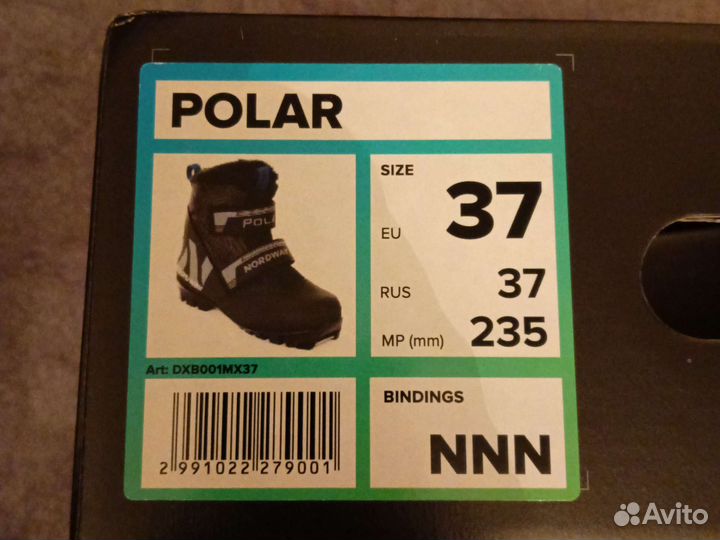 POLAR
POLAR
NORDWAY
Art: DXB001MX37
2 991022 279001
SIZE
EU 37
RUS 37
MP (mm) 235
BINDINGS
NNN
Avito